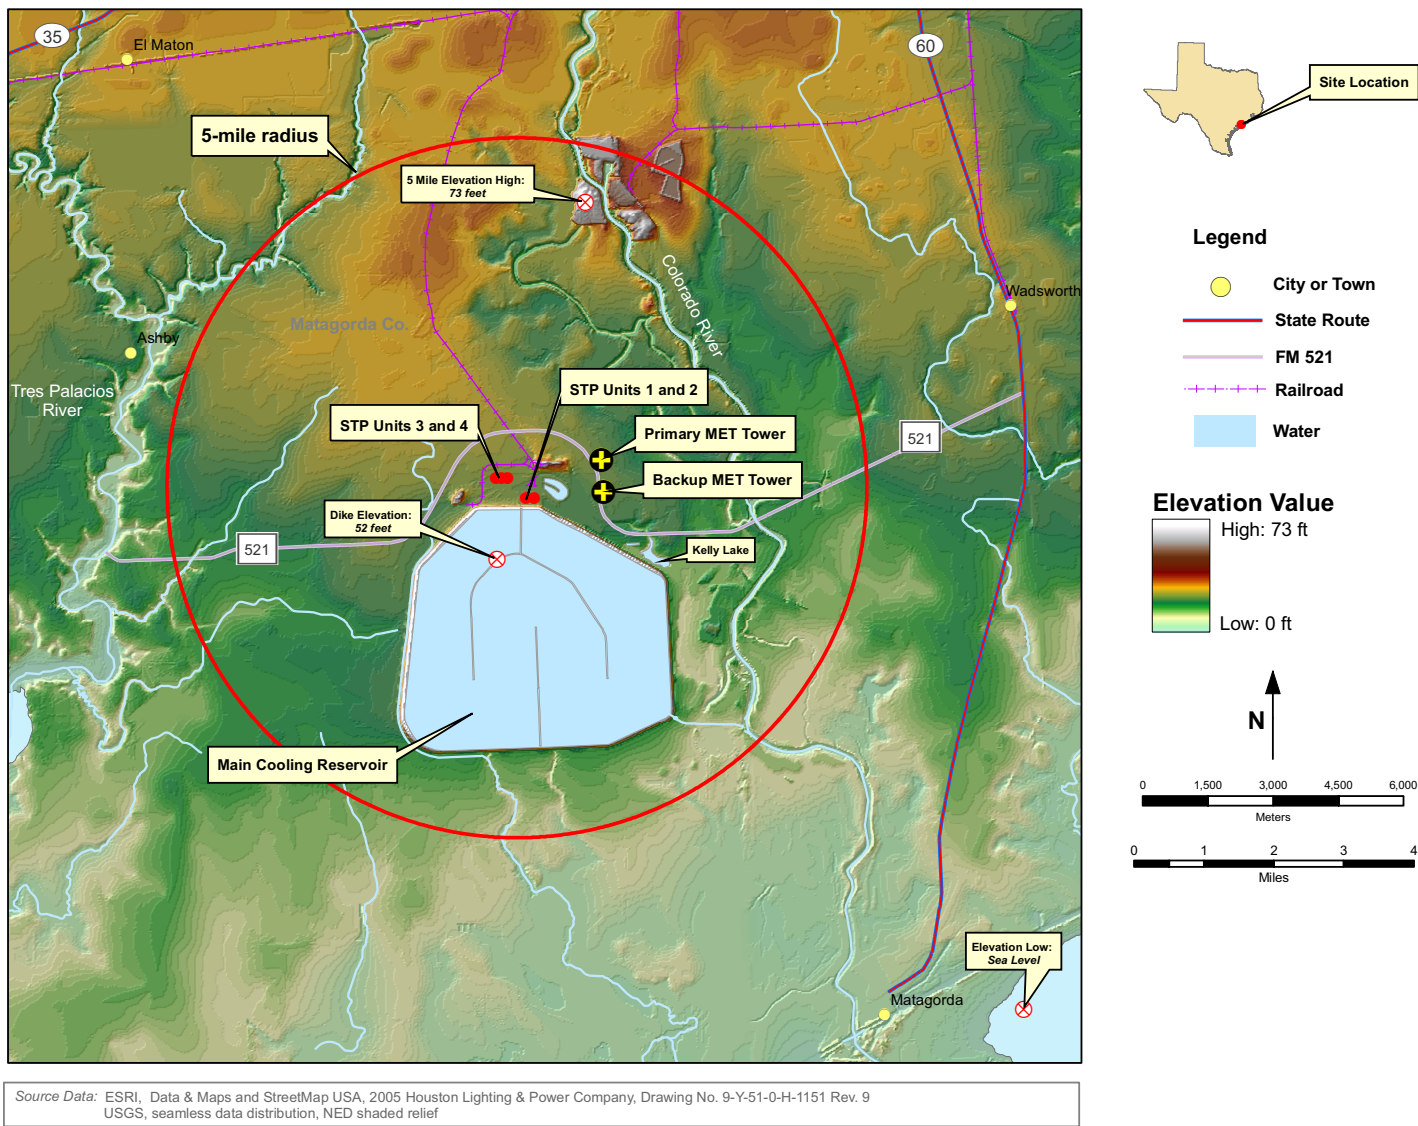 35
El Maton
60
5-mile radius
5 Mile Elevation High:
73 feet
Colorado River
Wadsworth
Matagorda Co.
Ashby
Tres Palacios
River
STP Units 1 and 2
STP Units 3 and 4
Primary MET Tower
521
Backup MET Tower
Dike Elevation:
52 feet
521
Kelly Lake
Main Cooling Reservoir
Elevation Low:
Sea Level
Matagorda
Site Location
Legend
City or Town
State Route
FM 521
Railroad
Water
Elevation Value
High: 73 ft
Low: 0 ft
N
0 1,500 3,000 4,500 6,000
Meters
0 1 2 3 4
Miles
Source Data: ESRI, Data & Maps and StreetMap USA, 2005 Houston Lighting & Power Company, Drawing No. 9-Y-51-0-H-1151 Rev. 9
USGS, seamless data distribution, NED shaded relief